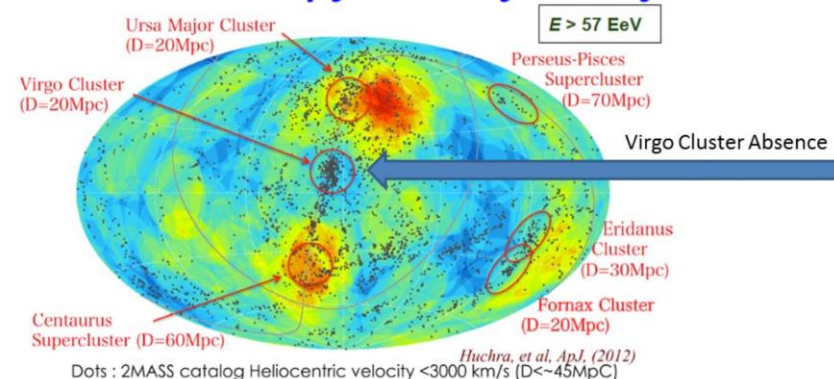 E > 57 EeV
Ursa Major Cluster
(D=20Mpc)
Perseus-Pisces
Supercluster
(D=70Mpc)
Virgo Cluster
(D=20Mpc)
Virgo Cluster Absence
Eridanus
Cluster
(D=30Mpc)
Fornax Cluster
(D=20Mpc)
Centaurus
Supercluster (D=60Mpc)
Huchra, et al, ApJ, (2012)
Dots : 2MASS catalog Heliocentric velocity <3000 km/s (D<~45MpC)